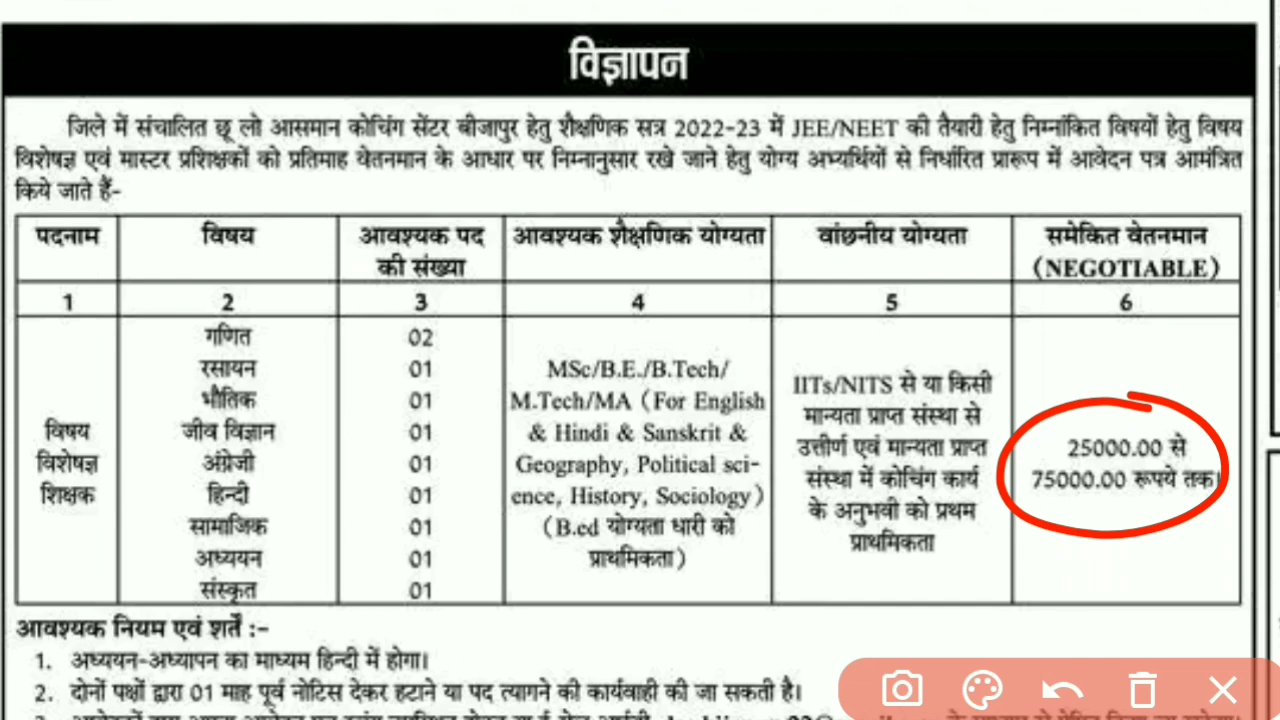 विज्ञापन
जिले में संचालित छू लो आसमान कोचिंग सेंटर बीजापुर हेतु शैक्षणिक सत्र 2022-23 में JEE/NEET की तैयारी हेतु निम्नांकित विषयों हेतु विषय
विशेषज्ञ एवं मास्टर प्रशिक्षकों को प्रतिमाह वेतनमान के आधार पर निम्नानुसार रखे जाने हेतु योग्य अभ्यर्थियों से निर्धारित प्रारूप में आवेदन पत्र आमंत्रित
किये जाते हैं-
पदनाम विषय आवश्यक पद की संख्या आवश्यक शैक्षणिक योग्यता वांछनीय योग्यता समेकित वेतनमान (NEGOTIABLE)
1 2 3 4 5 6
विषय
विशेषज्ञ
शिक्षक
गणित 02
रसायन 01
भौतिक 01
जीव विज्ञान 01
अंग्रेजी 01
हिन्दी 01
सामाजिक 01
अध्ययन 01
संस्कृत 01
MSc/B.E./B.Tech/
M.Tech/MA (For English
& Hindi & Sanskrit &
Geography, Political sci-
ence, History, Sociology)
(B.ed योग्यता धारी को
प्राथमिकता)
IITs/NITS से या किसी
मान्यता प्राप्त संस्था से
उत्तीर्ण एवं मान्यता प्राप्त
संस्था में कोचिंग कार्य
के अनुभवी को प्रथम
प्राथमिकता
25000.00 से
75000.00 रूपये तक।
आवश्यक नियम एवं शर्तें :-
1. अध्ययन-अध्यापन का माध्यम हिन्दी में होगा।
2. दोनों पक्षों द्वारा 01 माह पूर्व नोटिस देकर हटाने या पद त्यागने की कार्यवाही की जा सकती है।